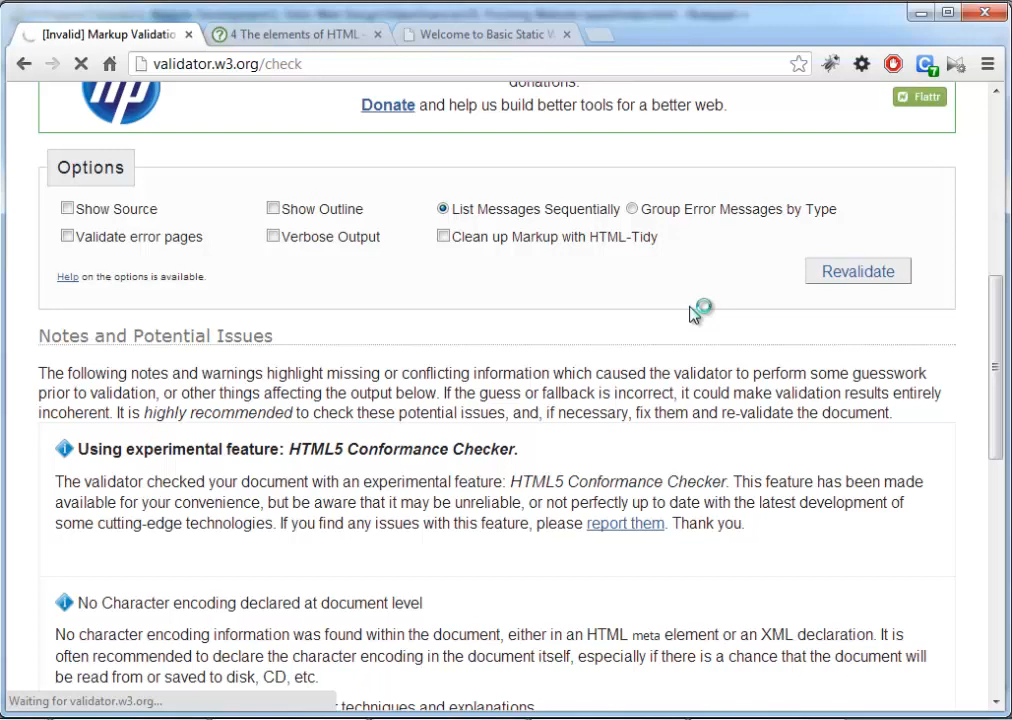 [Invalid] Markup Validatio
4 The elements of HTML -
Welcome to Basic Static V
validator.w3.org/check
7
hp
donations.
Donate and help us build better tools for a better web.
Flattr
Options
Show Source
Show Outline
List Messages Sequentially
Group Error Messages by Type
Validate error pages
Verbose Output
Clean up Markup with HTML-Tidy
Help on the options is available.
Revalidate
Notes and Potential Issues
The following notes and warnings highlight missing or conflicting information which caused the validator to perform some guesswork
prior to validation, or other things affecting the output below. If the guess or fallback is incorrect, it could make validation results entirely
incoherent. It is highly recommended to check these potential issues, and, if necessary, fix them and re-validate the document.
Using experimental feature: HTML5 Conformance Checker.
The validator checked your document with an experimental feature: HTML5 Conformance Checker. This feature has been made
available for your convenience, but be aware that it may be unreliable, or not perfectly up to date with the latest development of
some cutting-edge technologies. If you find any issues with this feature, please report them. Thank you.
No Character encoding declared at document level
No character encoding information was found within the document, either in an HTML meta element or an XML declaration. It is
often recommended to declare the character encoding in the document itself, especially if there is a chance that the document will
be read from or saved to disk, CD, etc.
Waiting for validator.w3.org...
techniques and explanations.